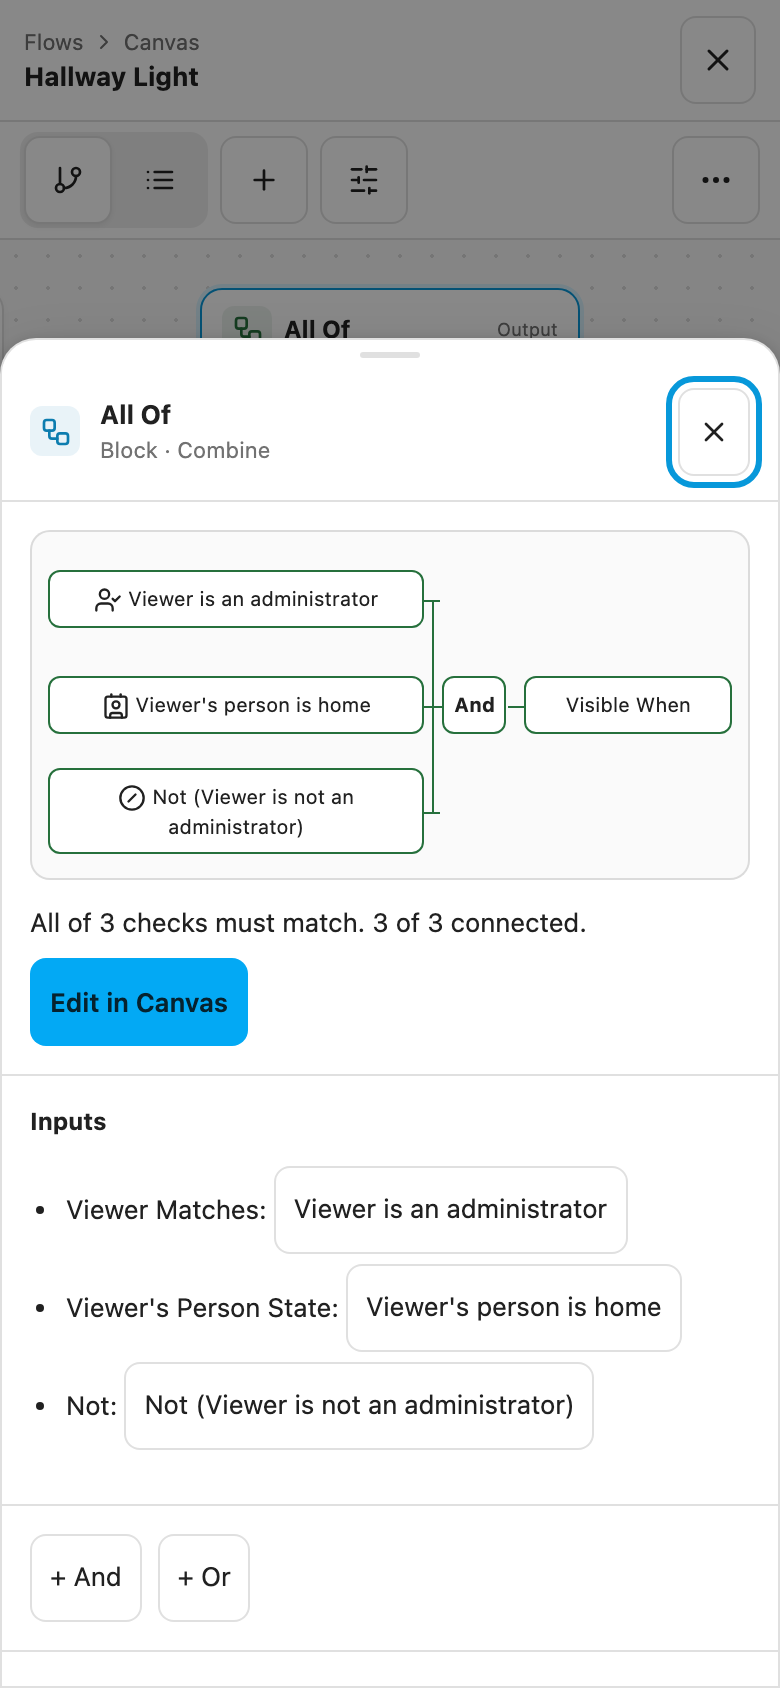 Flows > Canvas
Hallway Light
All Of
Output
All Of
Block · Combine
Viewer is an administrator
Viewer's person is home
And
Visible When
Not (Viewer is not an
administrator)
All of 3 checks must match. 3 of 3 connected.
Edit in Canvas
Inputs
• Viewer Matches: Viewer is an administrator
• Viewer's Person State: Viewer's person is home
• Not: Not (Viewer is not an administrator)
+ And
+ Or